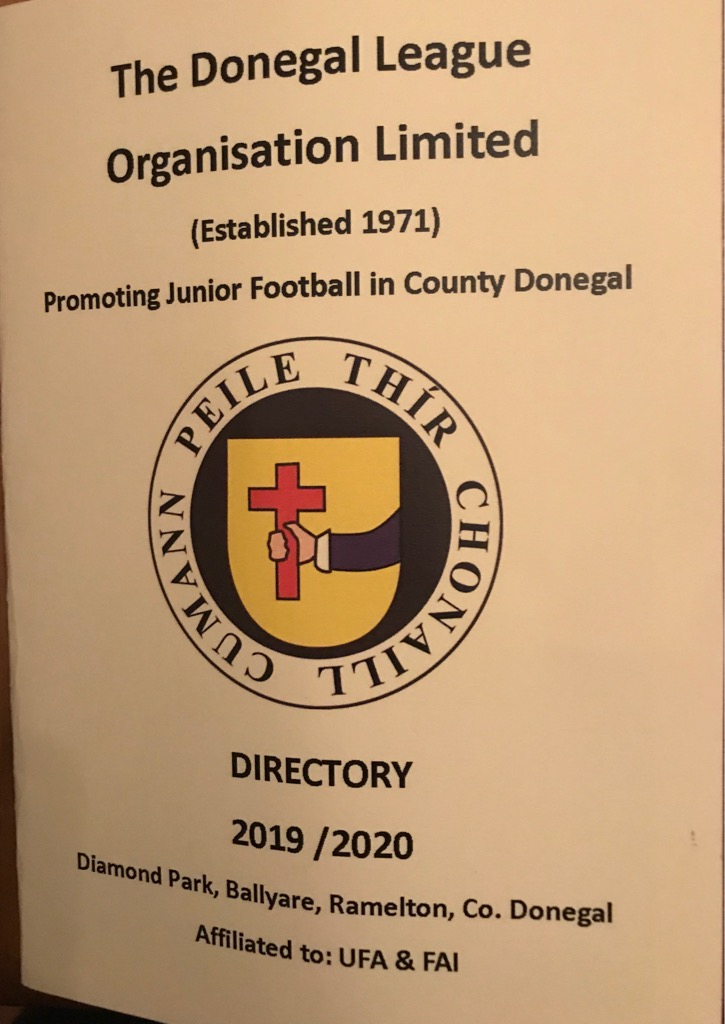 The Donegal League
Organisation Limited
(Established 1971)
Promoting Junior Football in County Donegal
CUMANN PEILE THÍR CHONAILL
DIRECTORY
2019 /2020
Diamond Park, Ballyare, Ramelton, Co. Donegal
Affiliated to: UFA & FAI